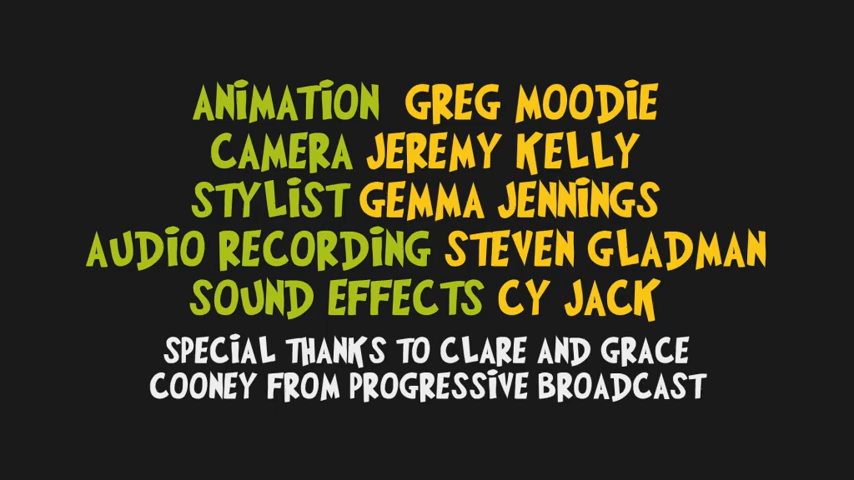 ANIMATION GREG MOODIE
CAMERA JEREMY KELLY
STYLIST GEMMA JENNINGS
AUDIO RECORDING STEVEN GLADMAN
SOUND EFFECTS CY JACK
SPECIAL THANKS TO CLARE AND GRACE
COONEY FROM PROGRESSIVE BROADCAST